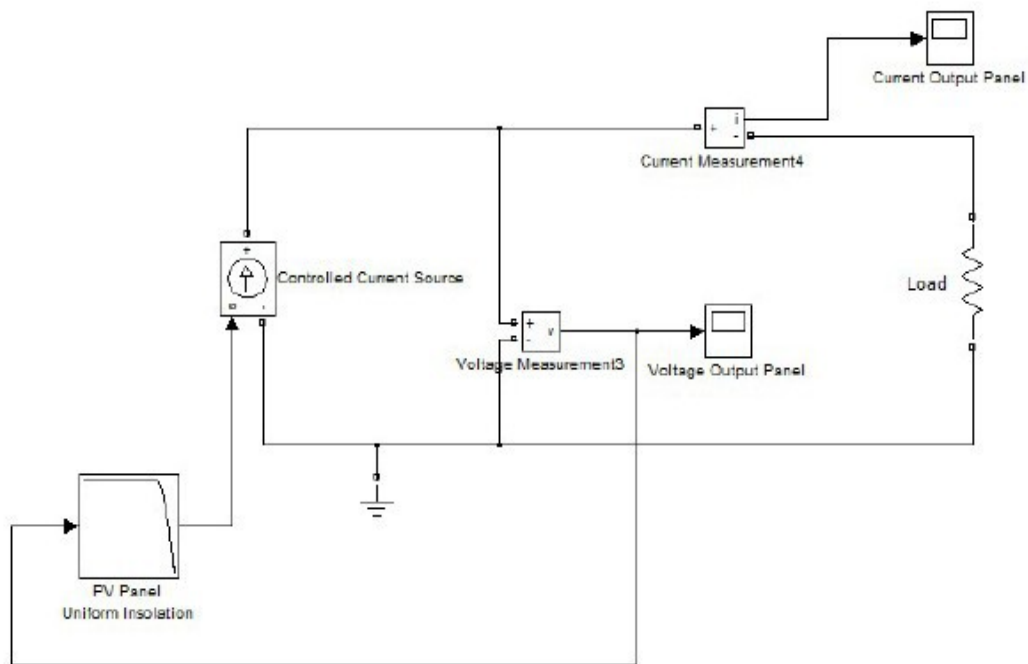 Current Output Panel
i
+
-
Current Measurement4
+
Controlled Current Source
-
Load
+
v
-
Voltage Measurement3
Voltage Output Panel
PV Panel
Uniform Insolation